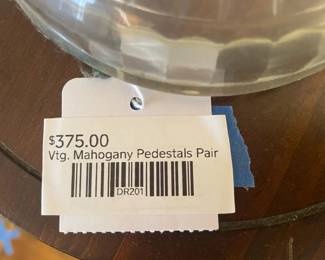 $375.00
Vtg. Mahogany Pedestals Pair
DR201